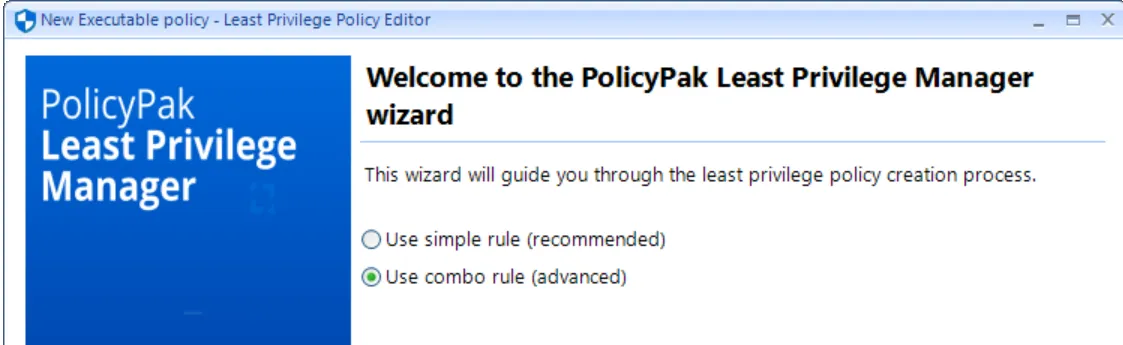 New Executable policy - Least Privilege Policy Editor
PolicyPak
Least Privilege
Manager
Welcome to the PolicyPak Least Privilege Manager
wizard
This wizard will guide you through the least privilege policy creation process.
Use simple rule (recommended)
Use combo rule (advanced)